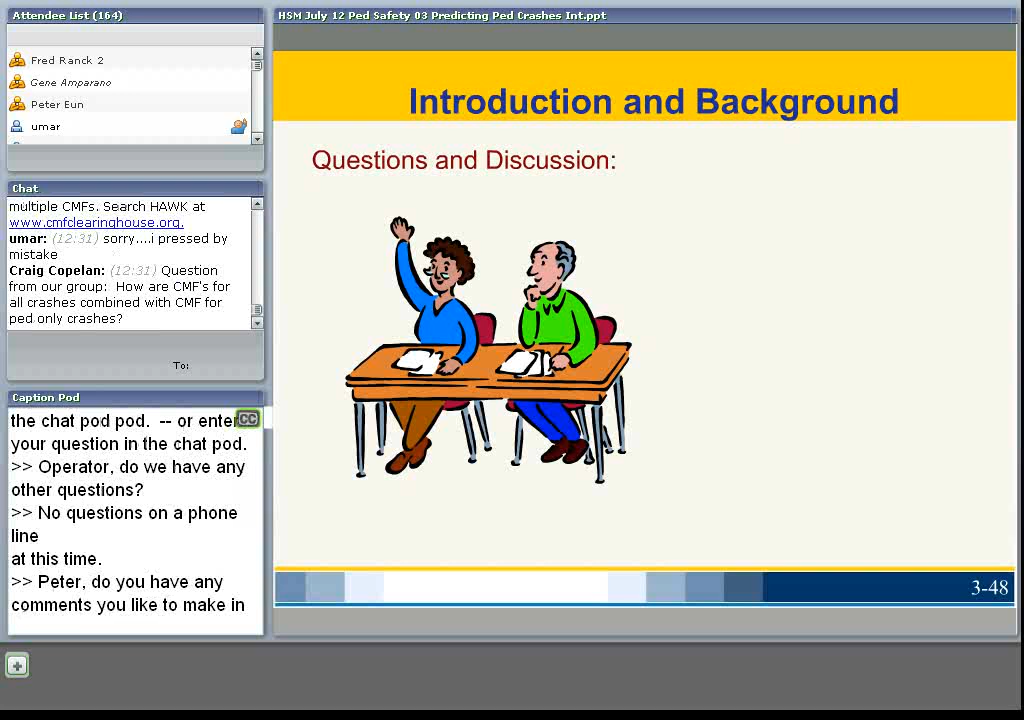 Attendee List (164)
Fred Ranck 2
Gene Amparano
Peter Eun
umar
Chat
multiple CMFs. Search HAWK at
www.cmfclearinghouse.org.
umar: (12:31) sorry....i pressed by
mistake
Craig Copelan: (12:31) Question
from our group: How are CMF's for
all crashes combined with CMF for
ped only crashes?
To:
Caption Pod
the chat pod pod. -- or enter
CC
your question in the chat pod.
>> Operator, do we have any
other questions?
>> No questions on a phone
line
at this time.
>> Peter, do you have any
comments you like to make in
HSM July 12 Ped Safety 03 Predicting Ped Crashes Int.ppt
Introduction and Background
Questions and Discussion:
3-48